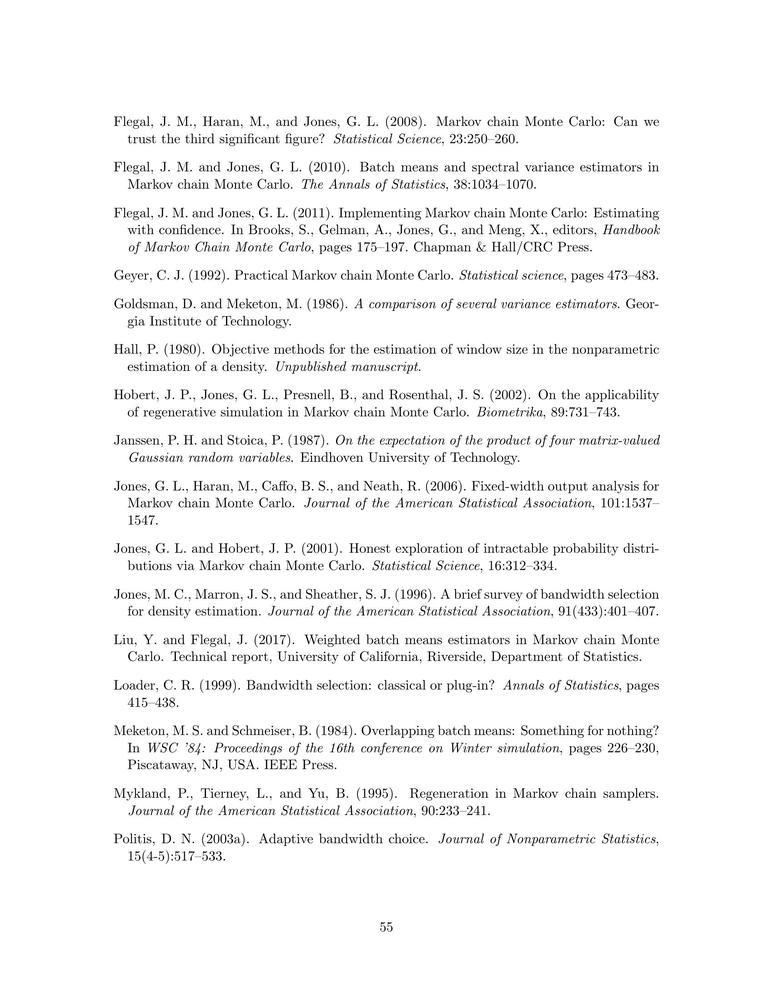 Flegal, J. M., Haran, M., and Jones, G. L. (2008). Markov chain Monte Carlo: Can we
trust the third significant figure? Statistical Science, 23:250–260.
Flegal, J. M. and Jones, G. L. (2010). Batch means and spectral variance estimators in
Markov chain Monte Carlo. The Annals of Statistics, 38:1034–1070.
Flegal, J. M. and Jones, G. L. (2011). Implementing Markov chain Monte Carlo: Estimating
with confidence. In Brooks, S., Gelman, A., Jones, G., and Meng, X., editors, Handbook
of Markov Chain Monte Carlo, pages 175–197. Chapman & Hall/CRC Press.
Geyer, C. J. (1992). Practical Markov chain Monte Carlo. Statistical science, pages 473–483.
Goldsman, D. and Meketon, M. (1986). A comparison of several variance estimators. Geor-
gia Institute of Technology.
Hall, P. (1980). Objective methods for the estimation of window size in the nonparametric
estimation of a density. Unpublished manuscript.
Hobert, J. P., Jones, G. L., Presnell, B., and Rosenthal, J. S. (2002). On the applicability
of regenerative simulation in Markov chain Monte Carlo. Biometrika, 89:731–743.
Janssen, P. H. and Stoica, P. (1987). On the expectation of the product of four matrix-valued
Gaussian random variables. Eindhoven University of Technology.
Jones, G. L., Haran, M., Caffo, B. S., and Neath, R. (2006). Fixed-width output analysis for
Markov chain Monte Carlo. Journal of the American Statistical Association, 101:1537–
1547.
Jones, G. L. and Hobert, J. P. (2001). Honest exploration of intractable probability distri-
butions via Markov chain Monte Carlo. Statistical Science, 16:312–334.
Jones, M. C., Marron, J. S., and Sheather, S. J. (1996). A brief survey of bandwidth selection
for density estimation. Journal of the American Statistical Association, 91(433):401–407.
Liu, Y. and Flegal, J. (2017). Weighted batch means estimators in Markov chain Monte
Carlo. Technical report, University of California, Riverside, Department of Statistics.
Loader, C. R. (1999). Bandwidth selection: classical or plug-in? Annals of Statistics, pages
415–438.
Meketon, M. S. and Schmeiser, B. (1984). Overlapping batch means: Something for nothing?
In WSC '84: Proceedings of the 16th conference on Winter simulation, pages 226–230,
Piscataway, NJ, USA. IEEE Press.
Mykland, P., Tierney, L., and Yu, B. (1995). Regeneration in Markov chain samplers.
Journal of the American Statistical Association, 90:233–241.
Politis, D. N. (2003a). Adaptive bandwidth choice. Journal of Nonparametric Statistics,
15(4-5):517–533.
55